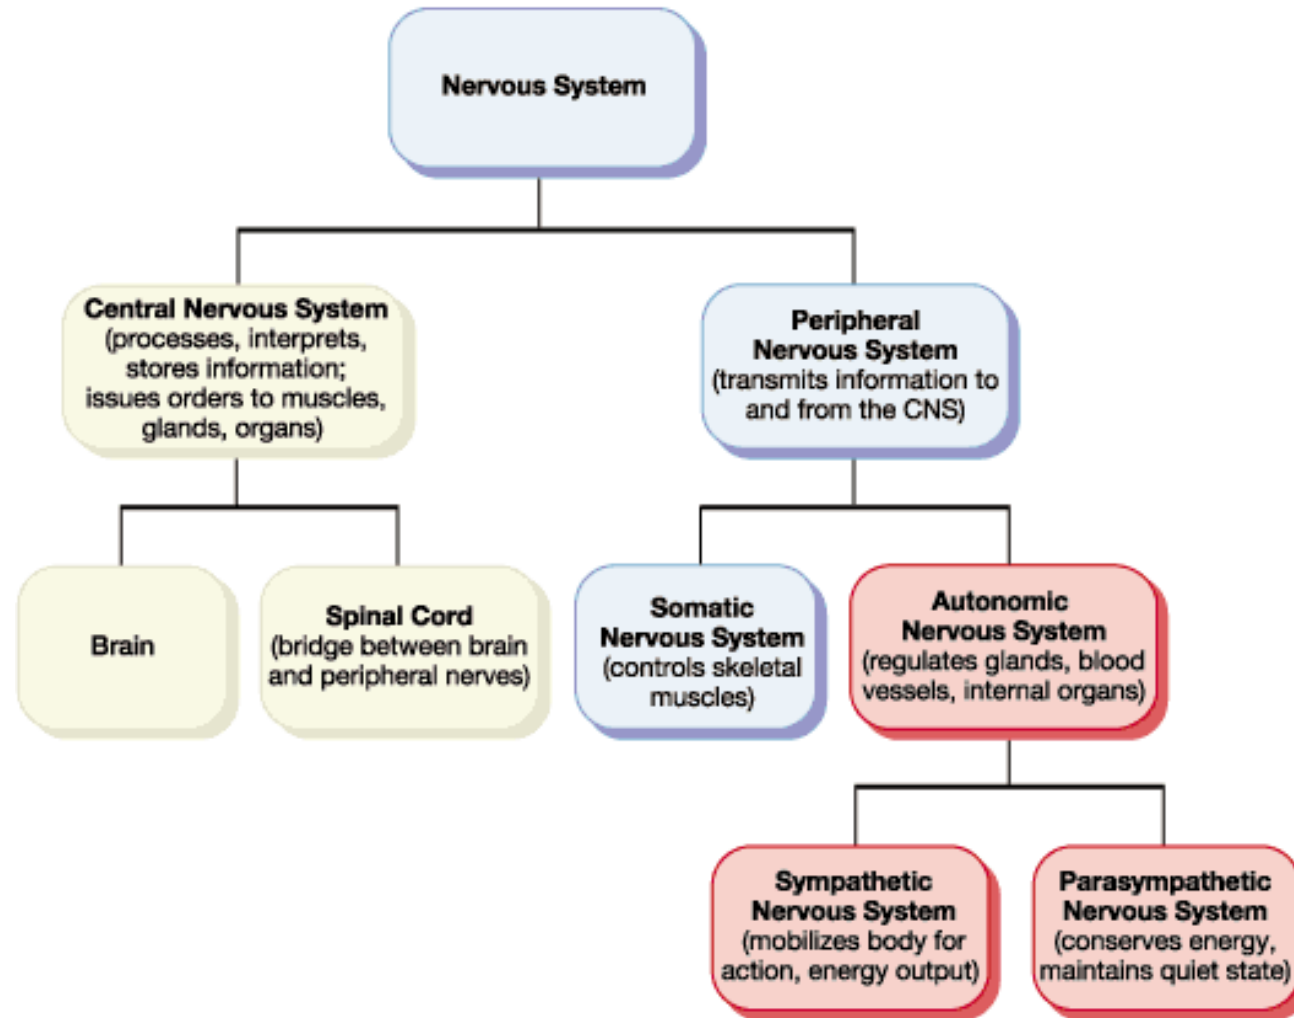 Nervous System
Central Nervous System
(processes, interprets,
stores information;
issues orders to muscles,
glands, organs)
Peripheral
Nervous System
(transmits information to
and from the CNS)
Brain
Spinal Cord
(bridge between brain
and peripheral nerves)
Somatic
Nervous System
(controls skeletal
muscles)
Autonomic
Nervous System
(regulates glands, blood
vessels, internal organs)
Sympathetic
Nervous System
(mobilizes body for
action, energy output)
Parasympathetic
Nervous System
(conserves energy,
maintains quiet state)